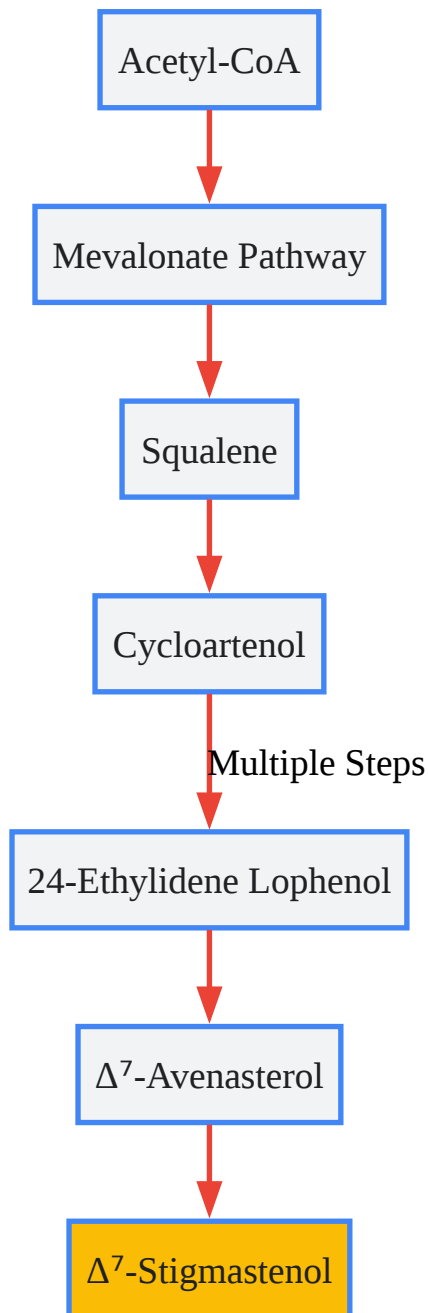 Acetyl-CoA
Mevalonate Pathway
Squalene
Cycloartenol
Multiple Steps
24-Ethylidene Lophenol
Δ⁷-Avenasterol
Δ⁷-Stigmastenol